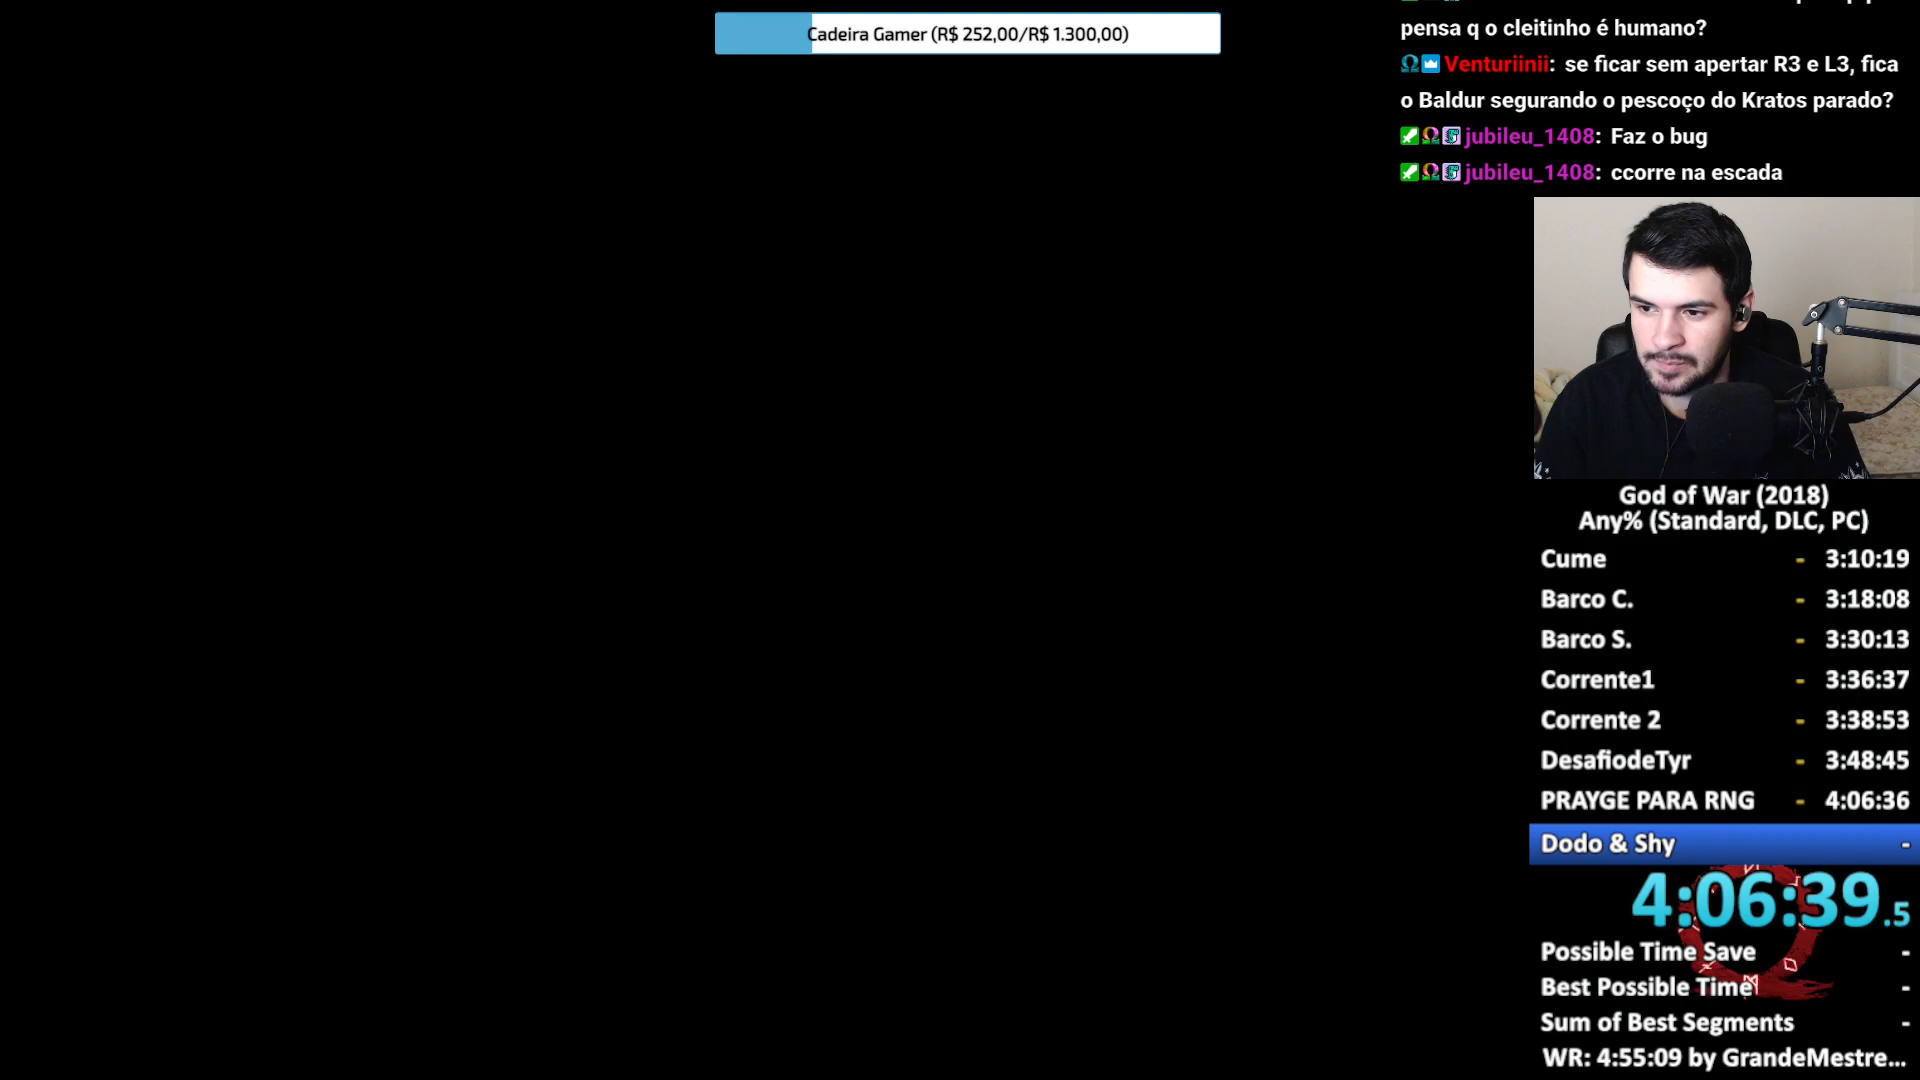 Cadeira Gamer (R$ 252,00/R$ 1.300,00)
pensa q o cleitinho é humano?
Venturiinii: se ficar sem apertar R3 e L3, fica
o Baldur segurando o pescoço do Kratos parado?
jubileu_1408: Faz o bug
jubileu_1408: ccorre na escada
God of War (2018)
Any% (Standard, DLC, PC)
Cume - 3:10:19
Barco C. - 3:18:08
Barco S. - 3:30:13
Corrente1 - 3:36:37
Corrente 2 - 3:38:53
DesafiodeTyr - 3:48:45
PRAYGE PARA RNG - 4:06:36
Dodo & Shy -
4:06:39.5
Possible Time Save -
Best Possible Time -
Sum of Best Segments -
WR: 4:55:09 by GrandeMestre...